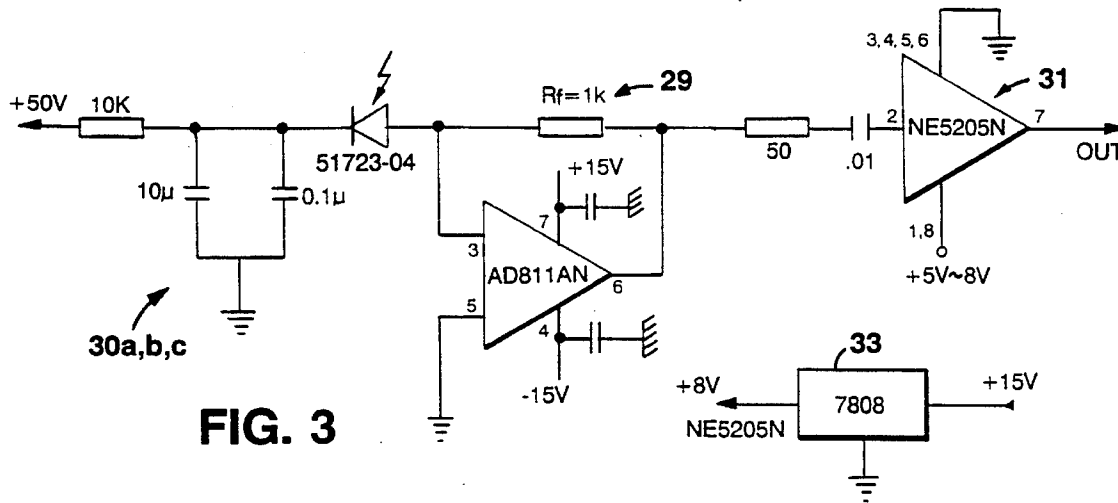 3,4,5,6
31
29
+50V
10K
Rf=1k
2
NE5205N
7
OUT
51723-04
50
.01
10μ
0.1μ
+15V
7
3
AD811AN
6
5
4
1,8
+5V~8V
30a,b,c
-15V
33
+8V
7808
+15V
NE5205N
FIG. 3